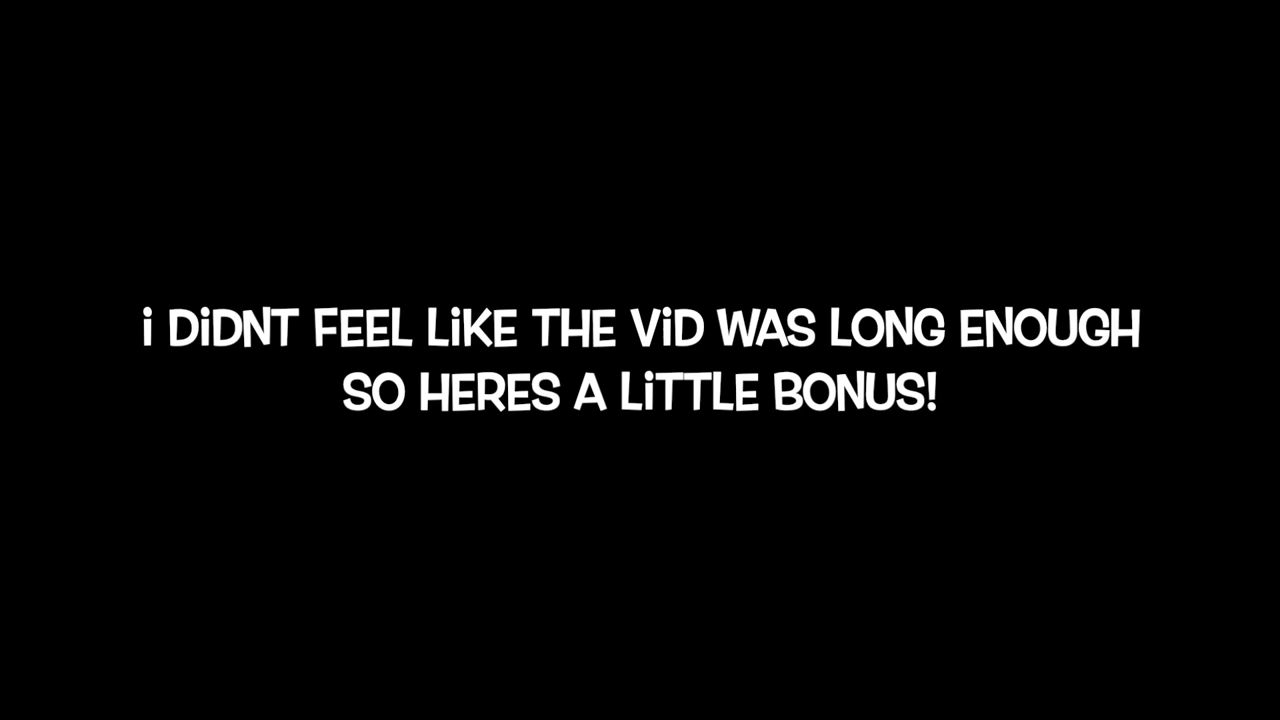 i DiDNT FEEL LiKE THE ViD WAS LONG ENOUGH
SO HERES A LiTTLE BONUS!